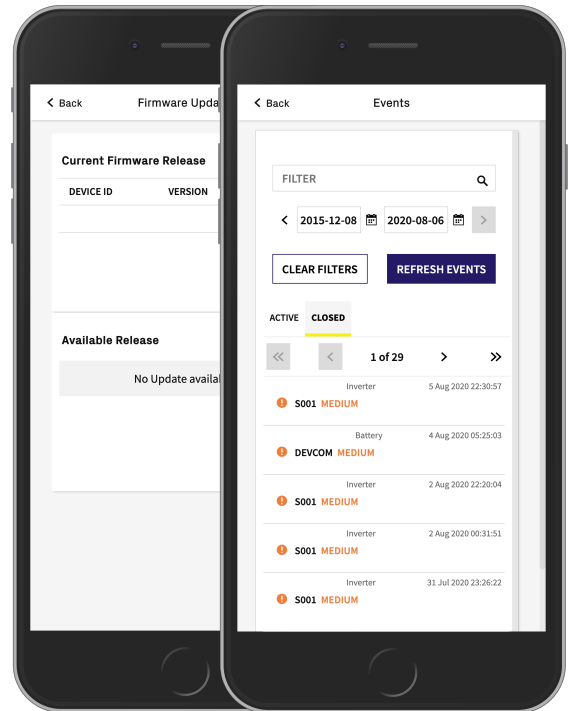 Back
Firmware Upda
Current Firmware Release
DEVICE ID VERSION
Available Release
No Update availal
Back
Events
FILTER
2015-12-08 2020-08-06
CLEAR FILTERS REFRESH EVENTS
ACTIVE CLOSED
1 of 29
Inverter 5 Aug 2020 22:30:57
S001 MEDIUM
Battery 4 Aug 2020 05:25:03
DEVCOM MEDIUM
Inverter 2 Aug 2020 22:20:04
S001 MEDIUM
Inverter 2 Aug 2020 00:31:51
S001 MEDIUM
Inverter 31 Jul 2020 23:26:22
S001 MEDIUM